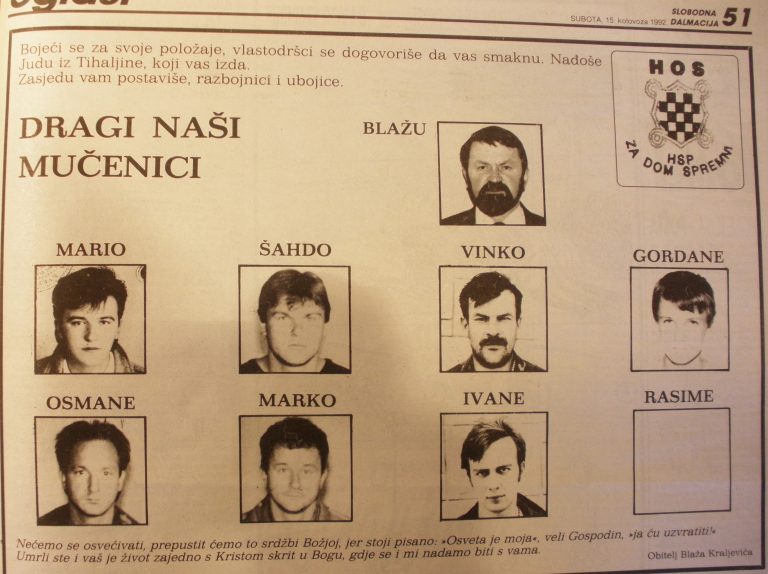 oglasi
SUBOTA, 15. kolovoza 1992. SLOBODNA DALMACIJA 51
Bojeći se za svoje položaje, vlastodršci se dogovoriše da vas smaknu. Nađoše
Judu iz Tihaljine, koji vas izda.
Zasjedu vam postaviše, razbojnici i ubojice.
HOS
HSP
ZA DOM SPREMNI
DRAGI NAŠI
MUČENICI
BLAŽU
MARIO ŠAHDO VINKO GORDANE
OSMANE MARKO IVANE RASIME
Nećemo se osvećivati, prepustit ćemo to srdžbi Božjoj, jer stoji pisano: »Osveta je moja«, veli Gospodin, »ja ću uzvratiti!«
Umrli ste i vaš je život zajedno s Kristom skrit u Bogu, gdje se i mi nadamo biti s vama.
Obitelj Blaža Kraljevića